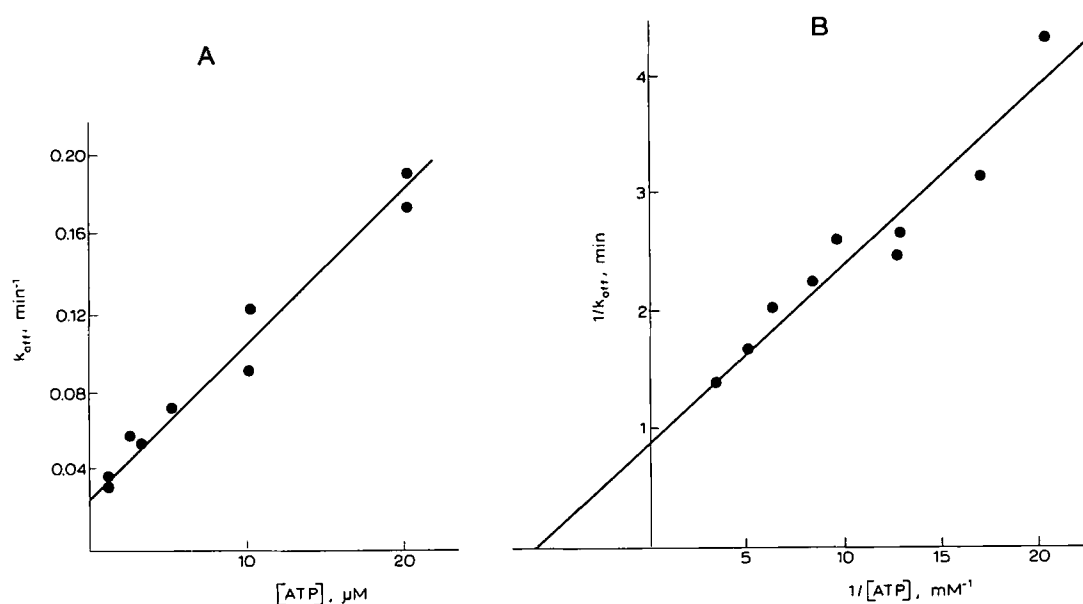 A
k_off, min⁻¹
0.20
0.16
0.12
0.08
0.04
10
20
[ATP], μM
B
1/k_off, min
4
3
2
1
5
10
15
20
1/[ATP], mM⁻¹